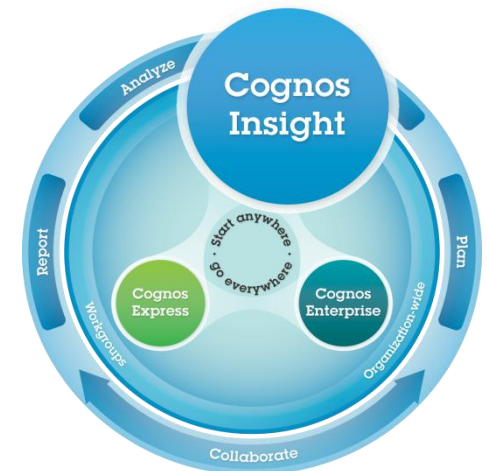 Analyze
Cognos
Insight
Report
Plan
· Start anywhere ·
go everywhere
Cognos
Express
Cognos
Enterprise
Workgroups
Organization-wide
Collaborate